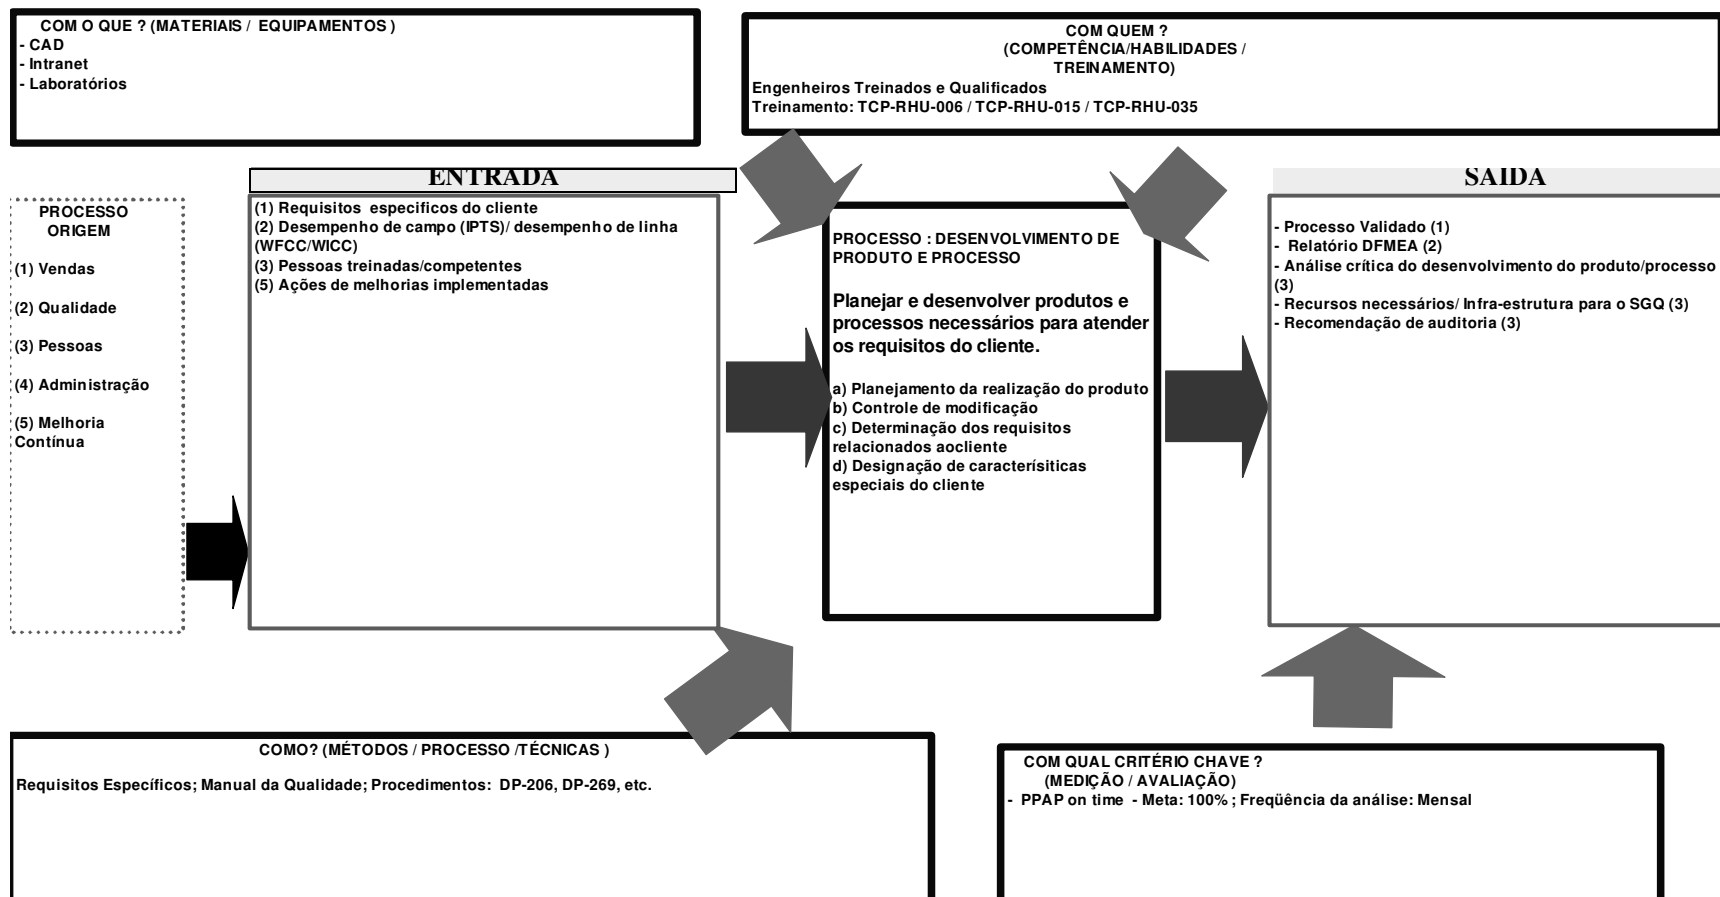 COM O QUE ? (MATERIAIS / EQUIPAMENTOS )
- CAD
- Intranet
- Laboratórios
COM QUEM ?
(COMPETÊNCIA/HABILIDADES /
TREINAMENTO)
Engenheiros Treinados e Qualificados
Treinamento: TCP-RHU-006 / TCP-RHU-015 / TCP-RHU-035
PROCESSO
ORIGEM
(1) Vendas
(2) Qualidade
(3) Pessoas
(4) Administração
(5) Melhoria
Contínua
ENTRADA
(1) Requisitos especificos do cliente
(2) Desempenho de campo (IPTS)/ desempenho de linha
(WFCC/WICC)
(3) Pessoas treinadas/competentes
(5) Ações de melhorias implementadas
PROCESSO : DESENVOLVIMENTO DE
PRODUTO E PROCESSO
Planejar e desenvolver produtos e
processos necessários para atender
os requisitos do cliente.
a) Planejamento da realização do produto
b) Controle de modificação
c) Determinação dos requisitos
relacionados aocliente
d) Designação de caracterísiticas
especiais do cliente
SAIDA
- Processo Validado (1)
- Relatório DFMEA (2)
- Análise crítica do desenvolvimento do produto/processo
(3)
- Recursos necessários/ Infra-estrutura para o SGQ (3)
- Recomendação de auditoria (3)
COMO? (MÉTODOS / PROCESSO /TÉCNICAS )
Requisitos Específicos; Manual da Qualidade; Procedimentos: DP-206, DP-269, etc.
COM QUAL CRITÉRIO CHAVE ?
(MEDIÇÃO / AVALIAÇÃO)
- PPAP on time - Meta: 100% ; Freqüência da análise: Mensal